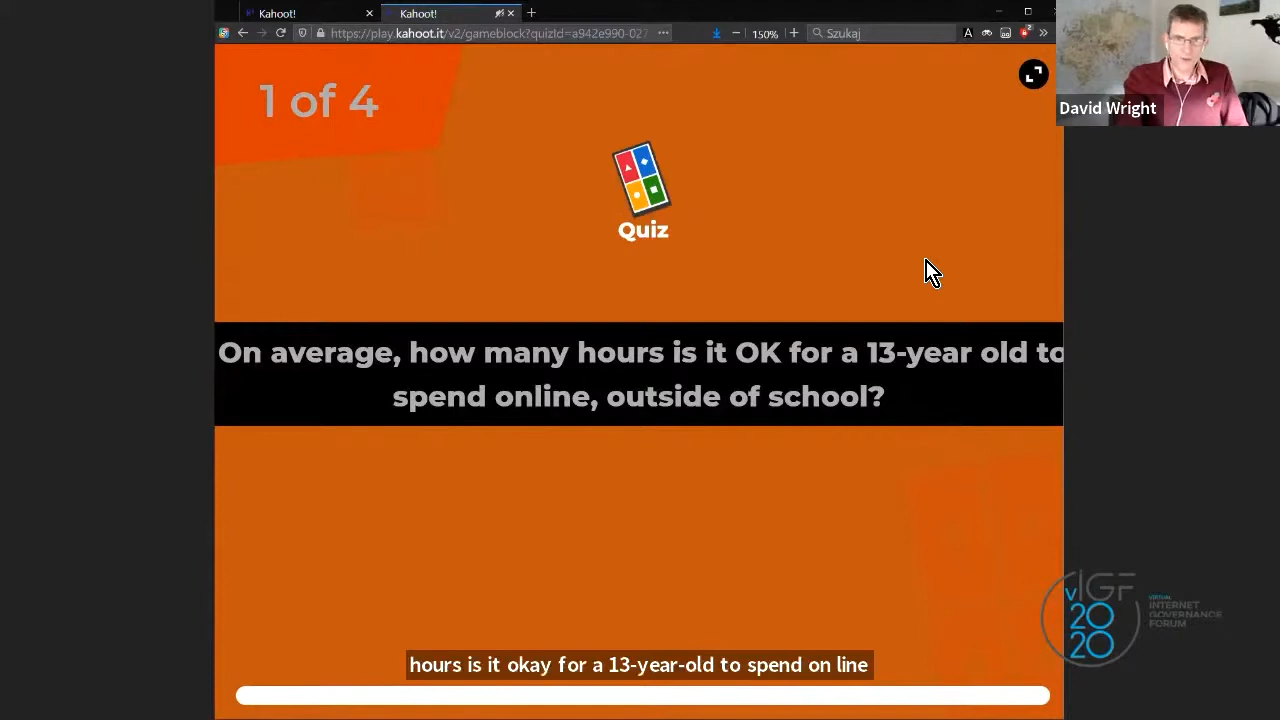 Kahoot!
Kahoot!
https://play.kahoot.it/v2/gameblock?quizId=a942e990-027
150%
Szukaj
A
1 of 4
David Wright
Quiz
On average, how many hours is it OK for a 13-year old to
spend online, outside of school?
vIGF
2020
VIRTUAL
INTERNET
GOVERNANCE
FORUM
hours is it okay for a 13-year-old to spend on line